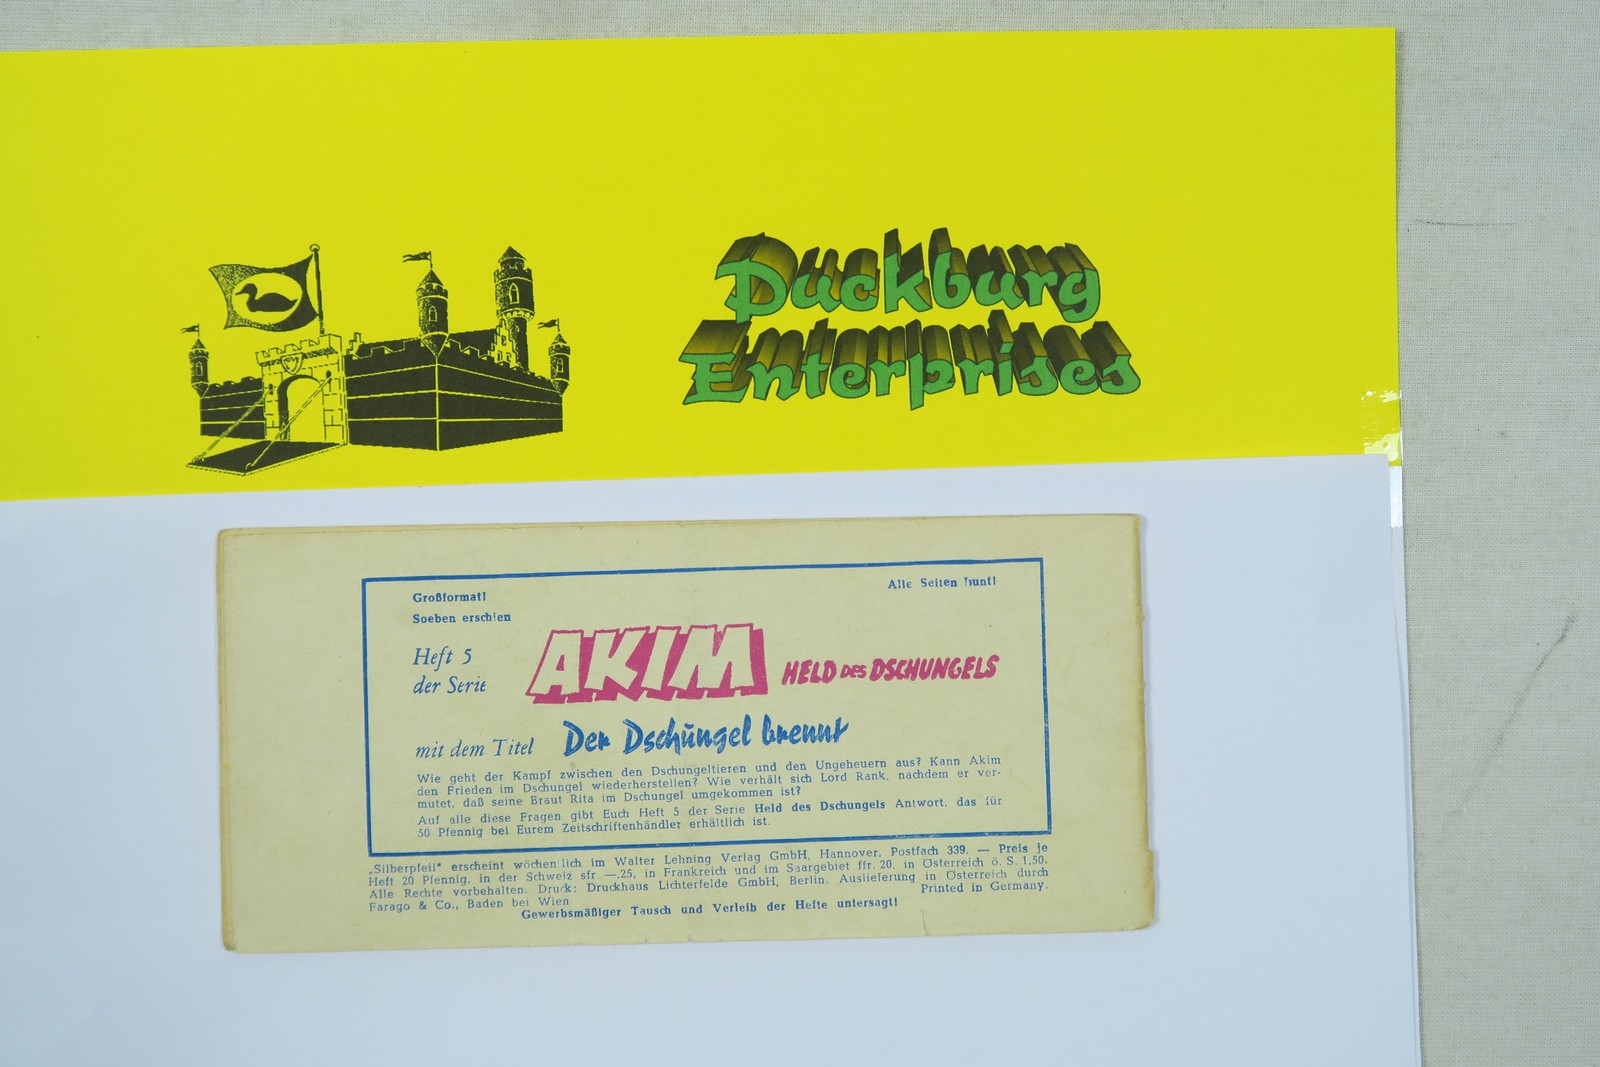 Duckburg
Enterprises
Großformat!
Alle Seiten bunt!
Soeben erschien
Heft 5
der Serie
AKIM
HELD DES DSCHUNGELS
mit dem Titel
Der Dschungel brennt
Wie geht der Kampf zwischen den Dschungeltieren und den Ungeheuern aus? Kann Akim
den Frieden im Dschungel wiederherstellen? Wie verhält sich Lord Rank, nachdem er ver-
mutet, daß seine Braut Rita im Dschungel umgekommen ist?
Auf alle diese Fragen gibt Euch Heft 5 der Serie Held des Dschungels Antwort, das für
50 Pfennig bei Eurem Zeitschriftenhändler erhältlich ist.
„Silberpfeil" erscheint wöchentlich im Walter Lehning Verlag GmbH, Hannover, Postfach 339. — Preis je
Heft 20 Pfennig, in der Schweiz sfr —.25, in Frankreich und im Saargebiet ffr. 20, in Österreich ö. S. 1,50.
Alle Rechte vorbehalten. Druck: Druckhaus Lichterfelde GmbH, Berlin. Auslieferung in Österreich durch
Farago & Co., Baden bei Wien
Printed in Germany.
Gewerbsmäßiger Tausch und Verleih der Hefte untersagt!